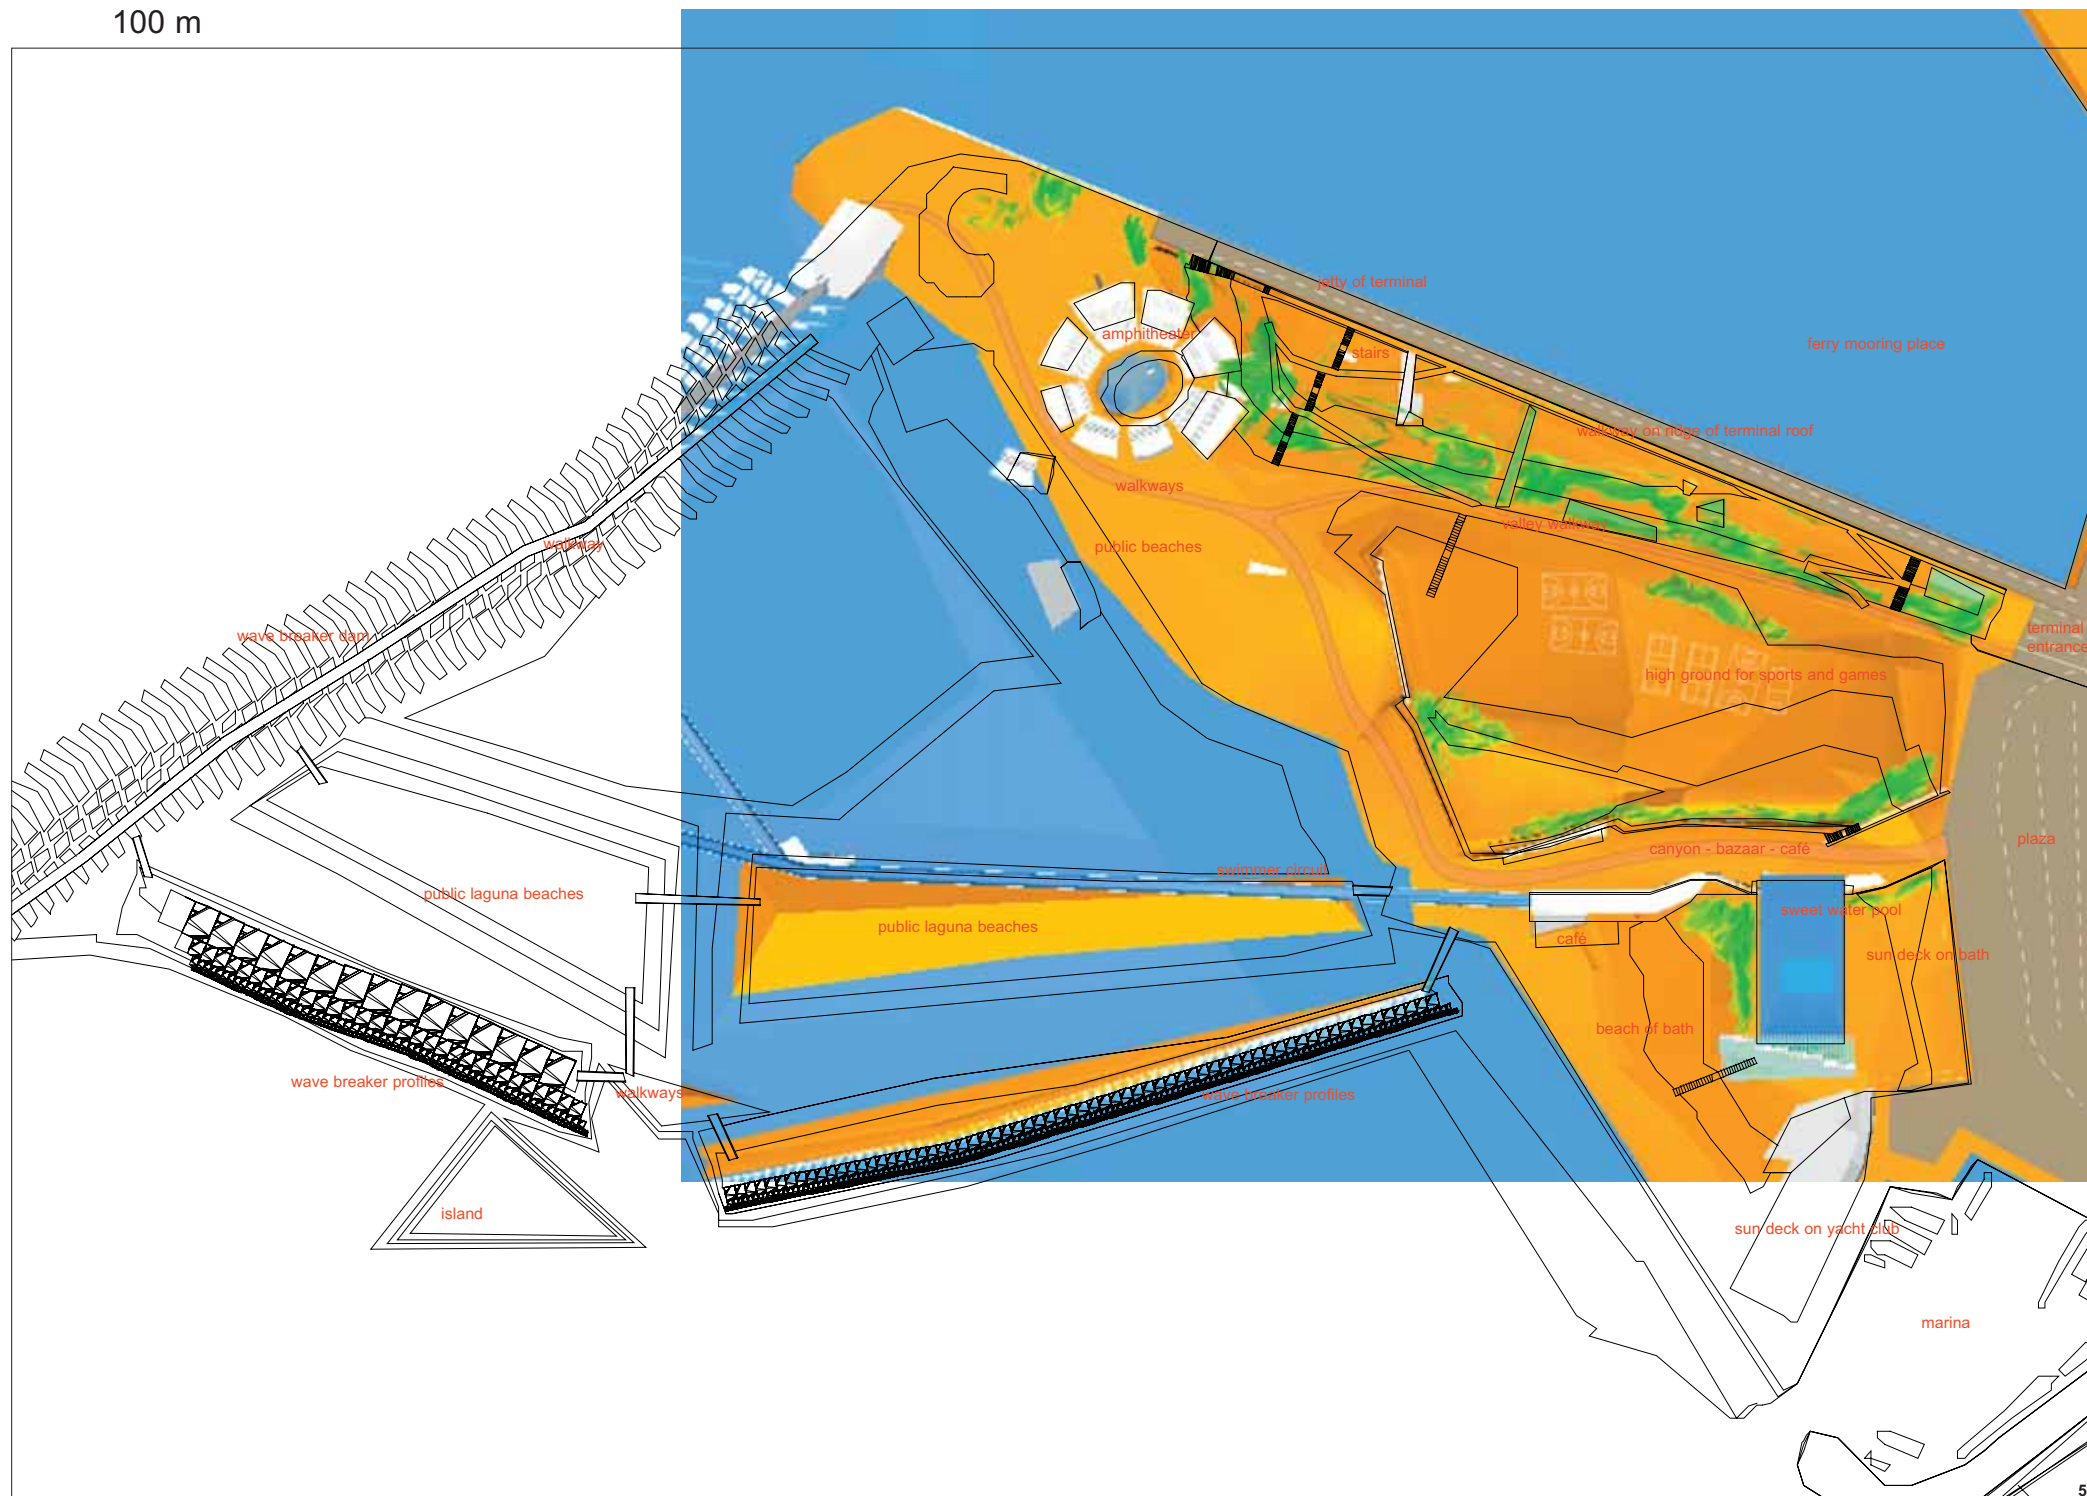 100 m
jetty of terminal
amphitheater
stairs
ferry mooring place
walkway on ridge of terminal roof
walkways
valley walkway
walkway
public beaches
wave breaker dam
terminal
entrance
high ground for sports and games
plaza
canyon - bazaar - café
swimmer circuit
public laguna beaches
public laguna beaches
sweet water pool
café
sun deck on bath
beach of bath
wave breaker profiles
walkways
wave breaker profiles
island
sun deck on yacht club
marina
5